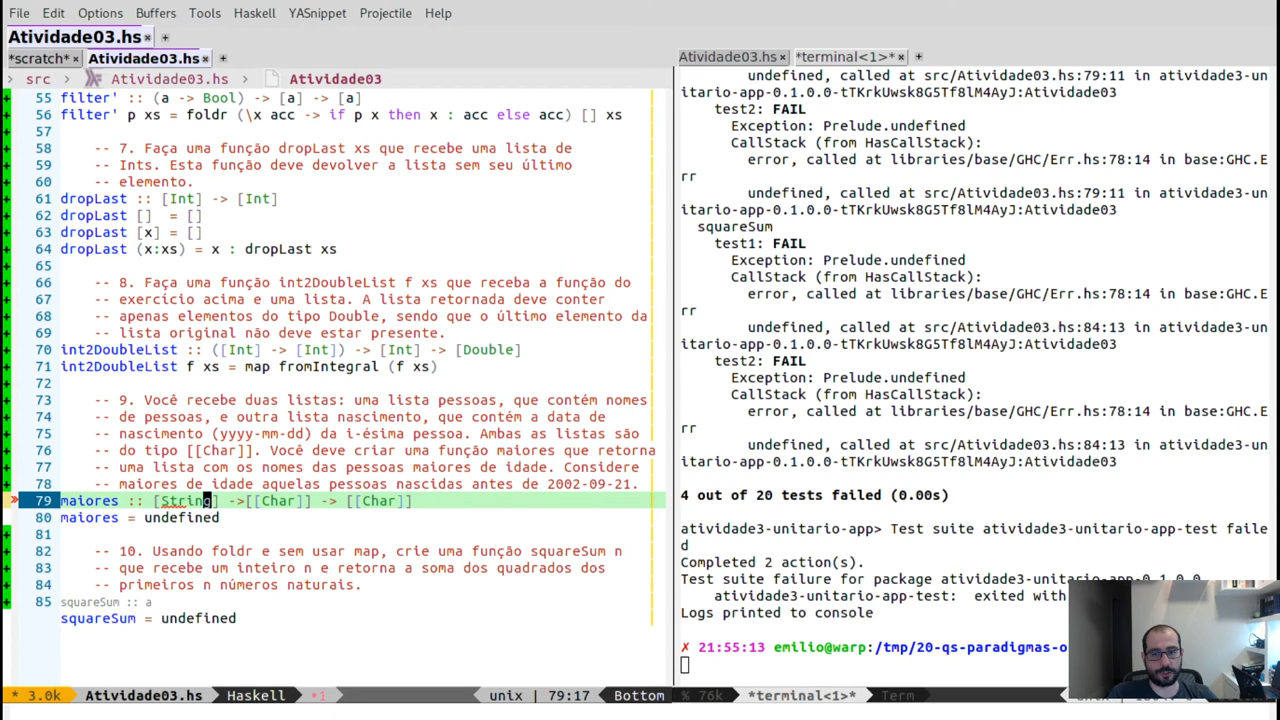 File Edit Options Buffers Tools Haskell YASnippet Projectile Help
Atividade03.hs × +
*scratch* × Atividade03.hs × +
src > Atividade03.hs > Atividade03
55 filter' :: (a -> Bool) -> [a] -> [a]
56 filter' p xs = foldr (\x acc -> if p x then x : acc else acc) [] xs
57
58 -- 7. Faça uma função dropLast xs que recebe uma lista de
59 -- Ints. Esta função deve devolver a lista sem seu último
60 -- elemento.
61 dropLast :: [Int] -> [Int]
62 dropLast [] = []
63 dropLast [x] = []
64 dropLast (x:xs) = x : dropLast xs
65
66 -- 8. Faça uma função int2DoubleList f xs que receba a função do
67 -- exercicio acima e uma lista. A lista retornada deve conter
68 -- apenas elementos do tipo Double, sendo que o último elemento da
69 -- lista original não deve estar presente.
70 int2DoubleList :: ([Int] -> [Int]) -> [Int] -> [Double]
71 int2DoubleList f xs = map fromIntegral (f xs)
72
73 -- 9. Você recebe duas listas: uma lista pessoas, que contém nomes
74 -- de pessoas, e outra lista nascimento, que contém a data de
75 -- nascimento (yyyy-mm-dd) da i-ésima pessoa. Ambas as listas são
76 -- do tipo [[Char]]. Você deve criar uma função maiores que retorna
77 -- uma lista com os nomes das pessoas maiores de idade. Considere
78 -- maiores de idade aquelas pessoas nascidas antes de 2002-09-21.
79 maiores :: [String] ->[[Char]] -> [[Char]]
80 maiores = undefined
81
82 -- 10. Usando foldr e sem usar map, crie uma função squareSum n
83 -- que recebe um inteiro n e retorna a soma dos quadrados dos
84 -- primeiros n números naturais.
85 squareSum :: a
squareSum = undefined
* 3.0k Atividade03.hs Haskell •1 unix | 79:17 Bottom
Atividade03.hs × *terminal<1>* × +
undefined, called at src/Atividade03.hs:79:11 in atividade3-un
itario-app-0.1.0.0-tTKrkUwsk8G5Tf8lM4AyJ:Atividade03
test2: FAIL
Exception: Prelude.undefined
CallStack (from HasCallStack):
error, called at libraries/base/GHC/Err.hs:78:14 in base:GHC.E
rr
undefined, called at src/Atividade03.hs:79:11 in atividade3-un
itario-app-0.1.0.0-tTKrkUwsk8G5Tf8lM4AyJ:Atividade03
squareSum
test1: FAIL
Exception: Prelude.undefined
CallStack (from HasCallStack):
error, called at libraries/base/GHC/Err.hs:78:14 in base:GHC.E
rr
undefined, called at src/Atividade03.hs:84:13 in atividade3-un
itario-app-0.1.0.0-tTKrkUwsk8G5Tf8lM4AyJ:Atividade03
test2: FAIL
Exception: Prelude.undefined
CallStack (from HasCallStack):
error, called at libraries/base/GHC/Err.hs:78:14 in base:GHC.E
rr
undefined, called at src/Atividade03.hs:84:13 in atividade3-un
itario-app-0.1.0.0-tTKrkUwsk8G5Tf8lM4AyJ:Atividade03
4 out of 20 tests failed (0.00s)
atividade3-unitario-app> Test suite atividade3-unitario-app-test faile
d
Completed 2 action(s).
Test suite failure for package atividade3-unitario-app-0.1.0.0
atividade3-unitario-app-test: exited with
Logs printed to console
✗ 21:55:13 emilio@warp:/tmp/20-qs-paradigmas-o
% 76k *terminal<1>* Term